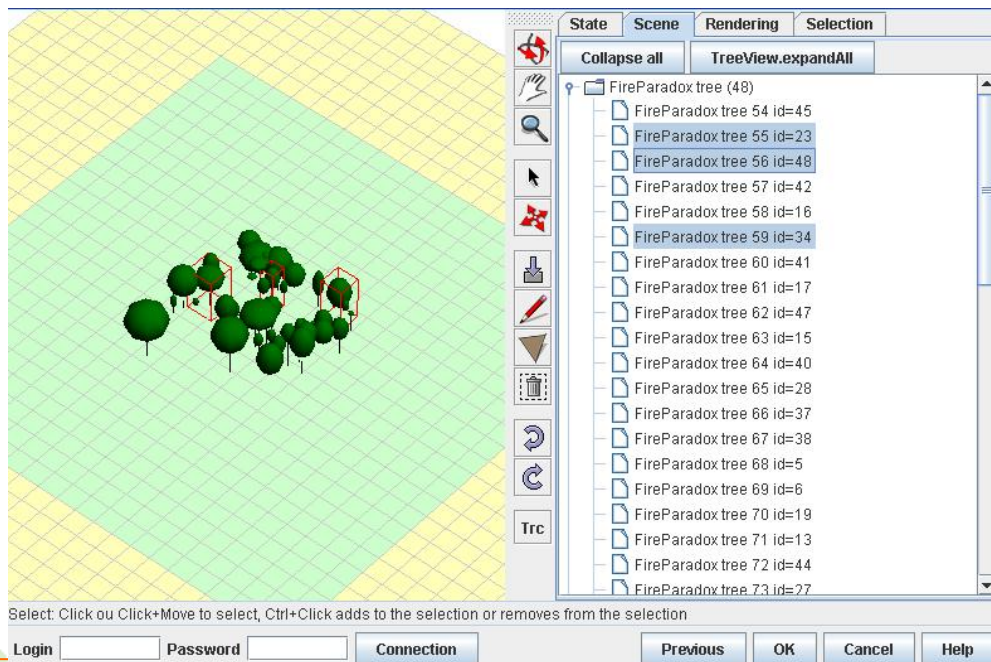 State Scene Rendering Selection
Collapse all TreeView.expandAll
FireParadox tree (48)
FireParadox tree 54 id=45
FireParadox tree 55 id=23
FireParadox tree 56 id=48
FireParadox tree 57 id=42
FireParadox tree 58 id=16
FireParadox tree 59 id=34
FireParadox tree 60 id=41
FireParadox tree 61 id=17
FireParadox tree 62 id=47
FireParadox tree 63 id=15
FireParadox tree 64 id=40
FireParadox tree 65 id=28
FireParadox tree 66 id=37
FireParadox tree 67 id=38
FireParadox tree 68 id=5
FireParadox tree 69 id=6
FireParadox tree 70 id=19
FireParadox tree 71 id=13
FireParadox tree 72 id=44
FireParadox tree 73 id=27
Trc
Select: Click ou Click+Move to select, Ctrl+Click adds to the selection or removes from the selection
Login Password Connection Previous OK Cancel Help